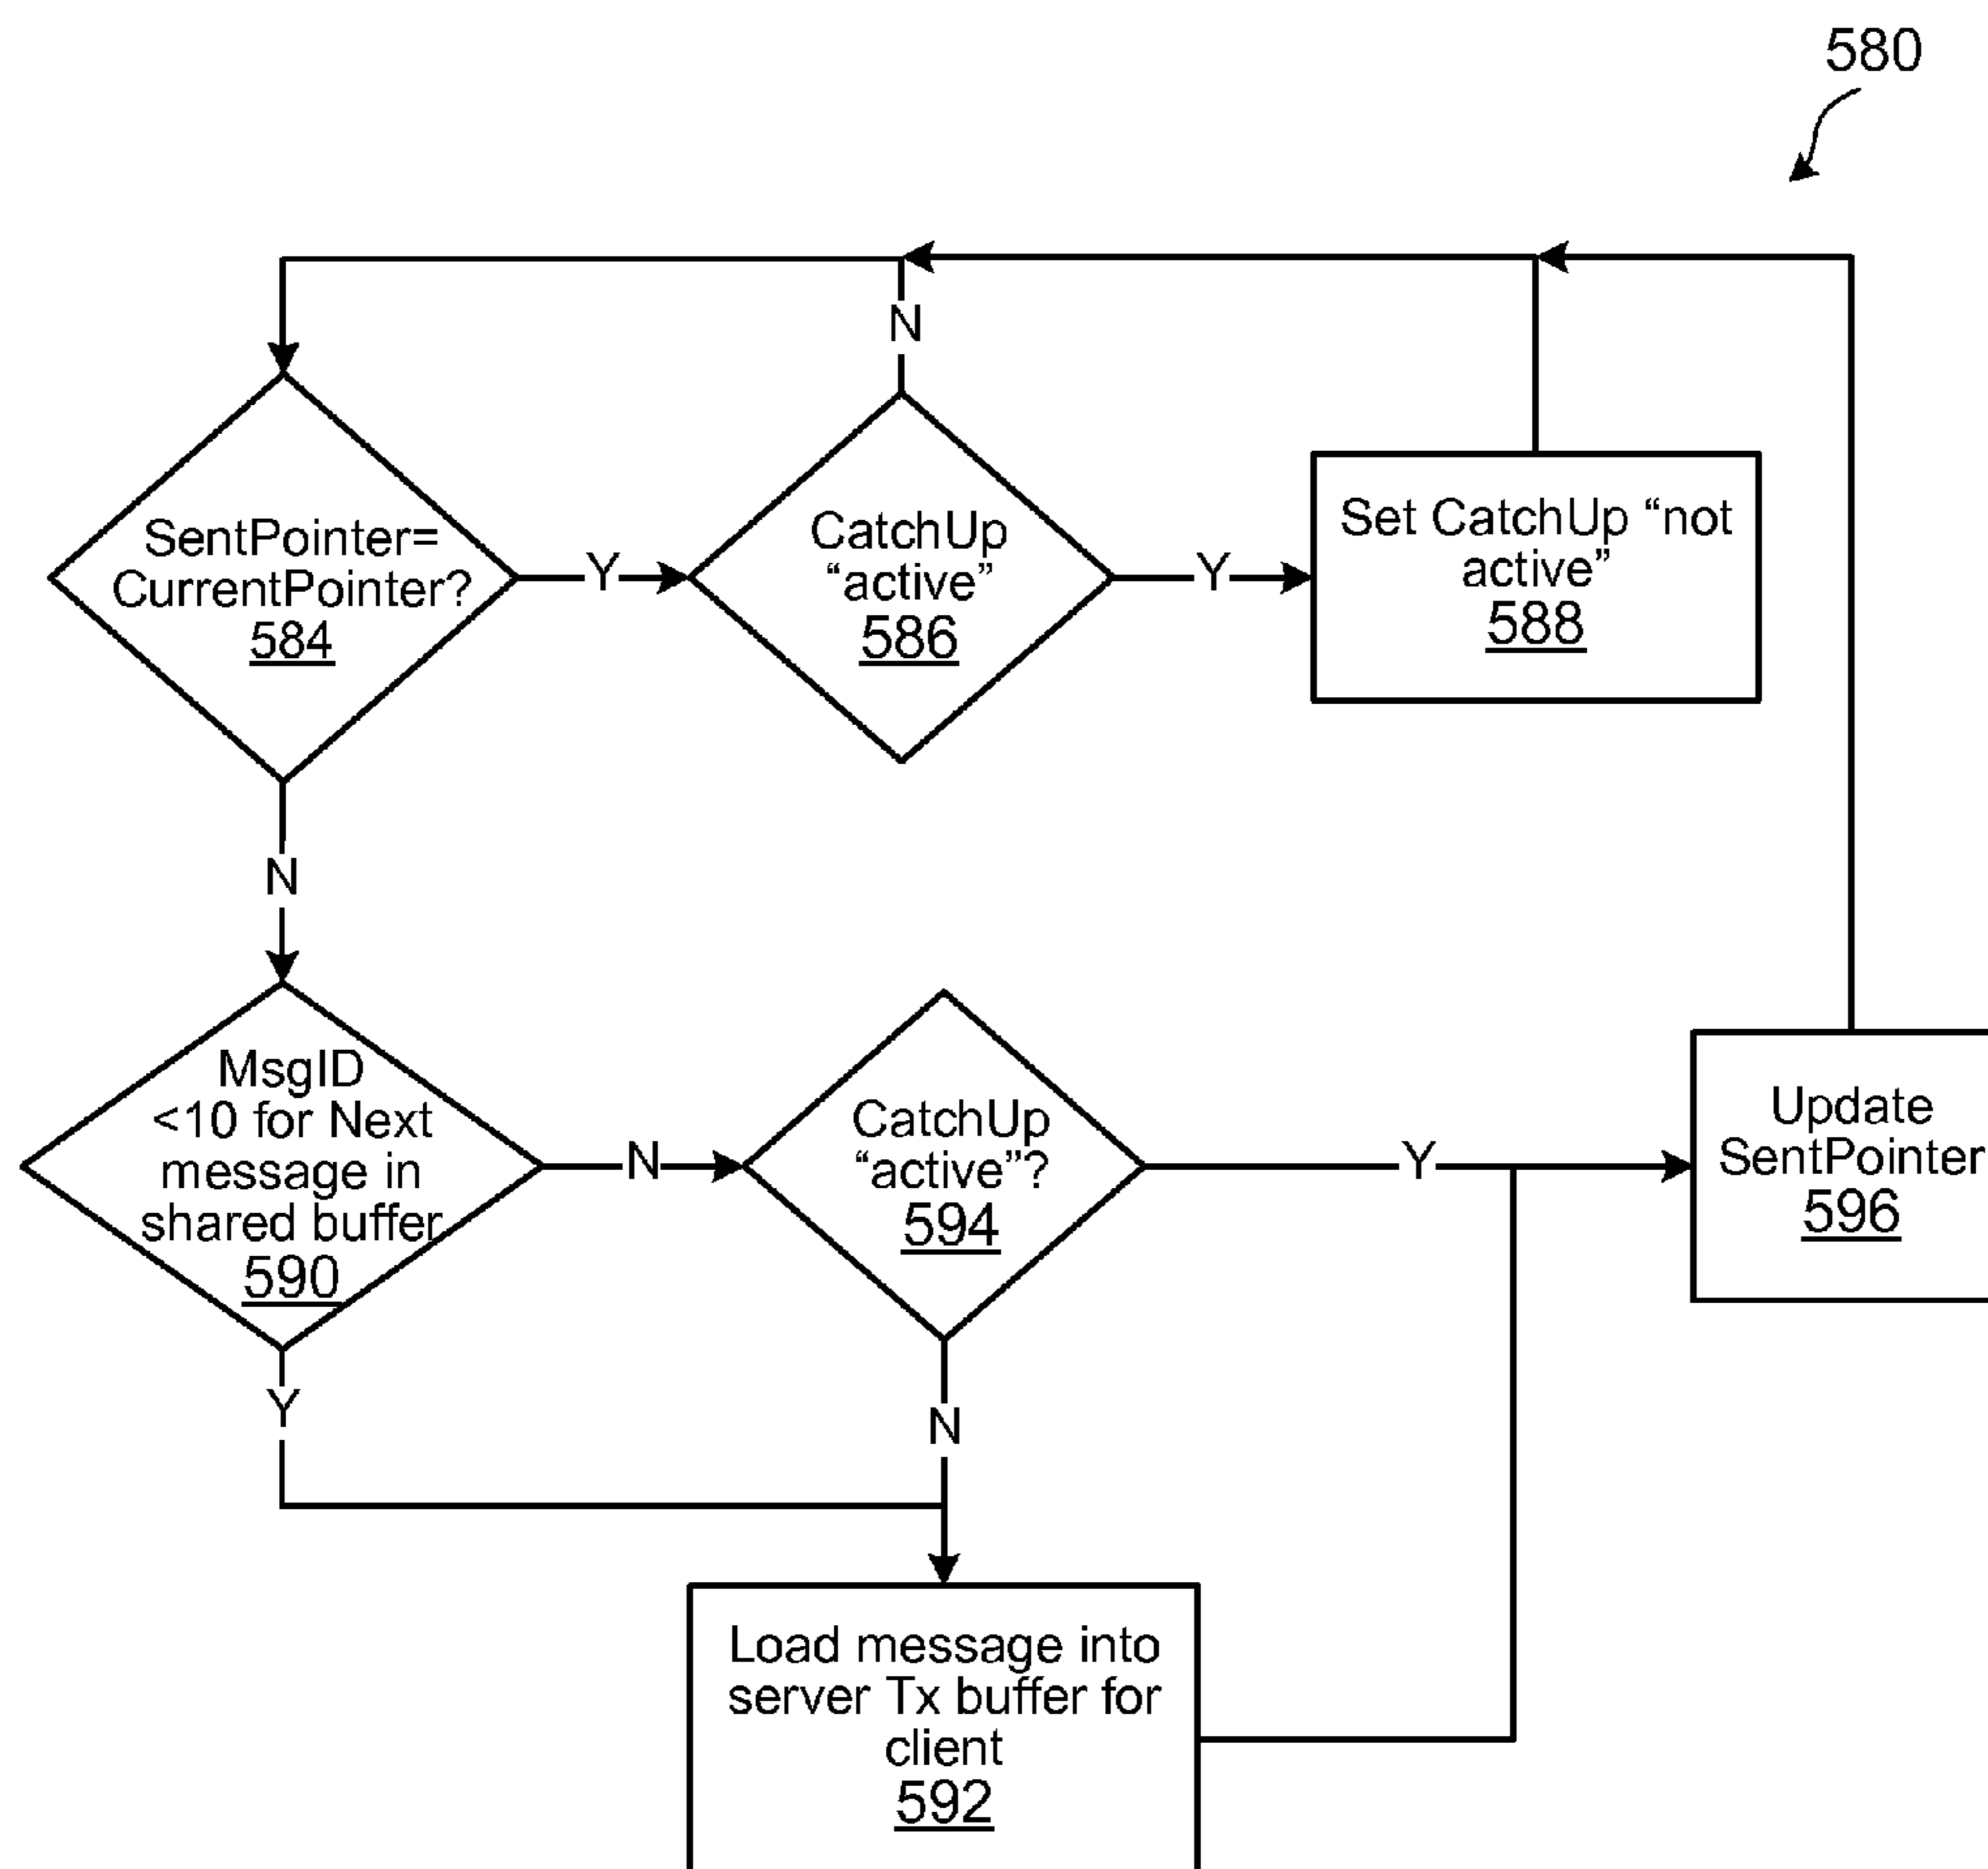 580
N
SentPointer=
CurrentPointer?
584
Y
CatchUp
“active”
586
Y
Set CatchUp “not
active”
588
N
MsgID
<10 for Next
message in
shared buffer
590
N
CatchUp
“active”?
594
Y
Update
SentPointer
596
Y
N
Load message into
server Tx buffer for
client
592